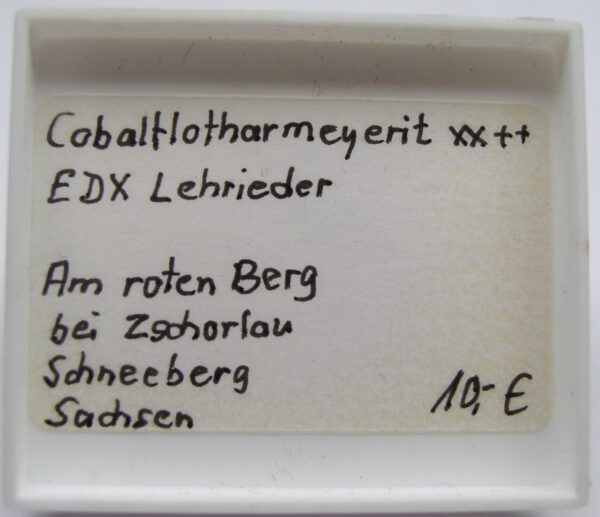 Cobaltlotharmeyerit xx++
EDX Lehrieder
Am roten Berg
bei Zschorlau
Schneeberg
Sachsen 10,- €